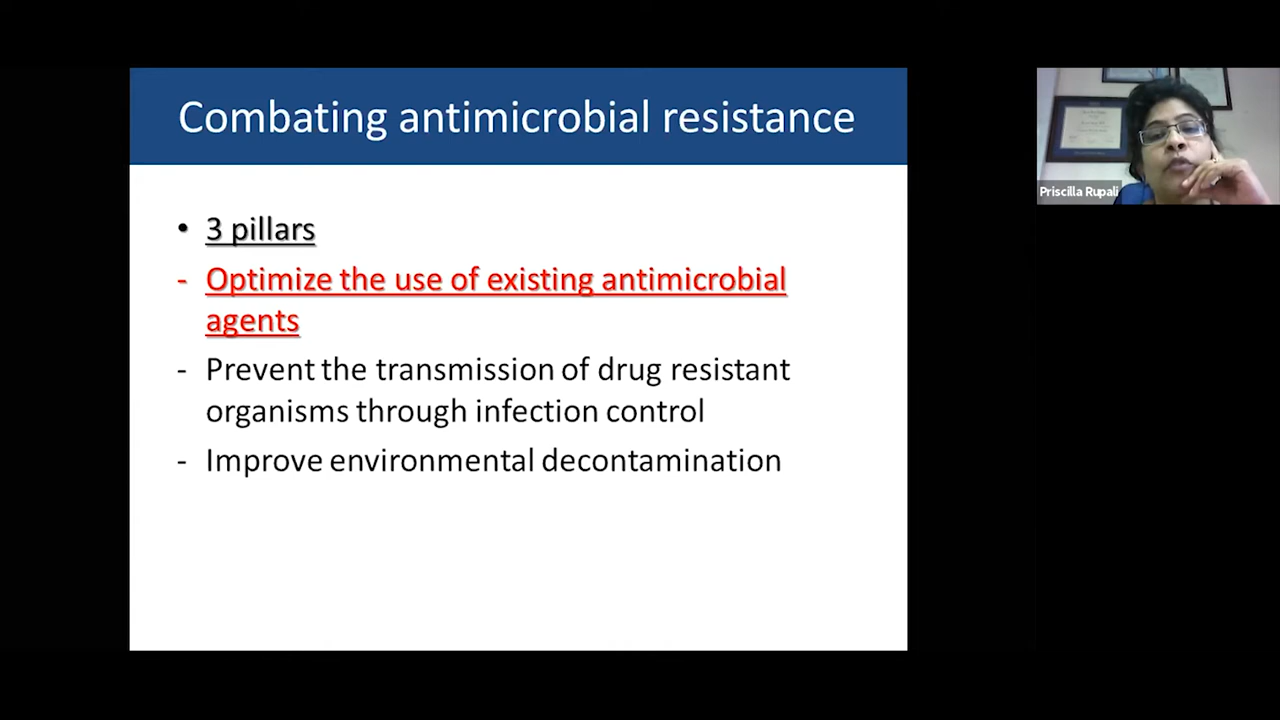 Combating antimicrobial resistance
• 3 pillars
- Optimize the use of existing antimicrobial
agents
- Prevent the transmission of drug resistant
organisms through infection control
- Improve environmental decontamination
Priscilla Rupali